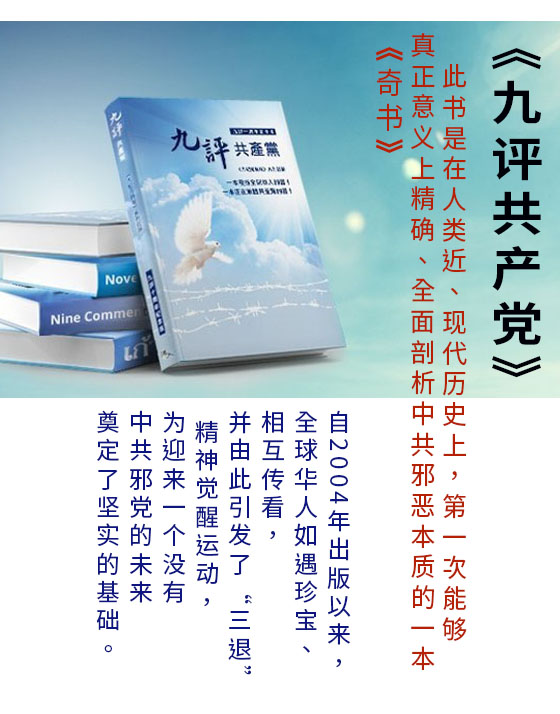 《九评共产党》
此书是在人类近、现代历史上，第一次能够
真正意义上精确、全面剖析中共邪恶本质的一本
《奇书》
自2004年出版以来，
全球华人如遇珍宝、
相互传看，
并由此引发了“三退”
精神觉醒运动，
为迎来一个没有
中共邪党的未来
奠定了坚实的基础。
九評
共產黨
Nove
Nine Commen
เก้